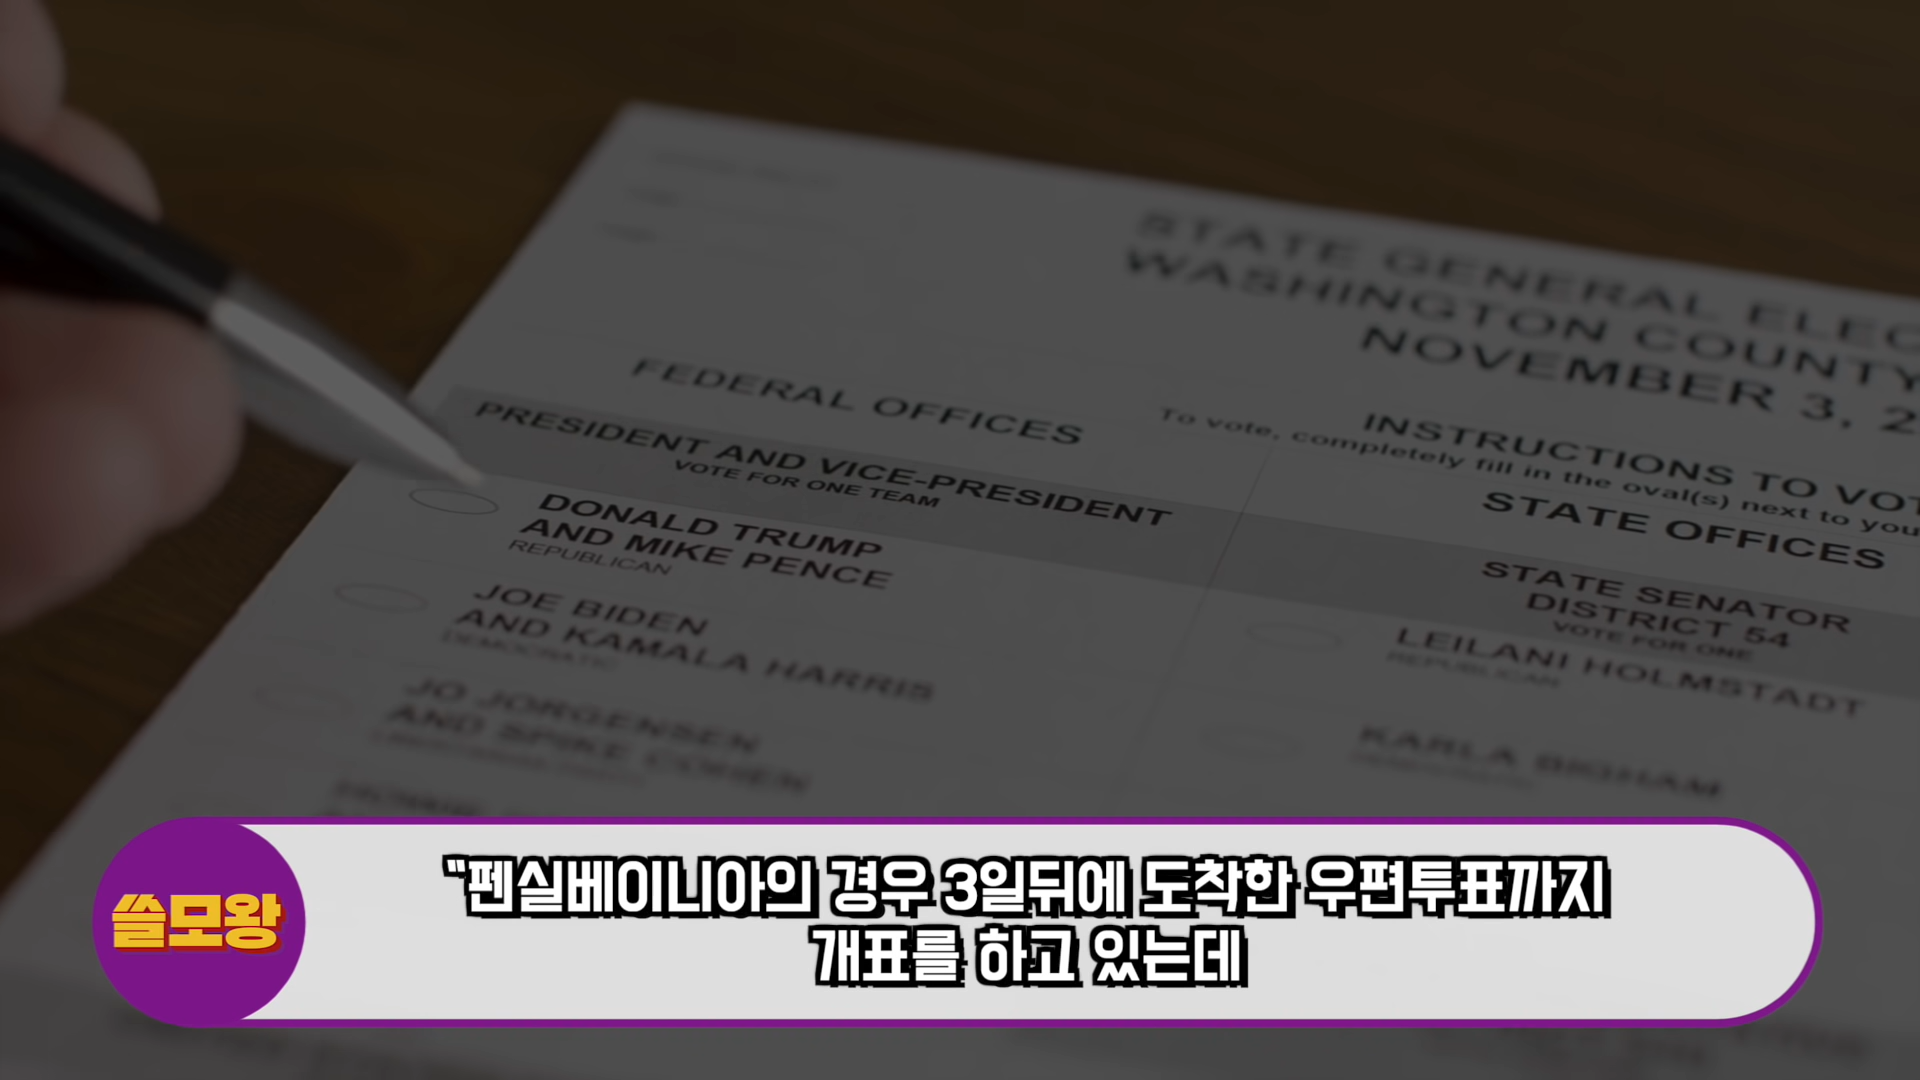 STATE GENERAL ELEC
WASHINGTON COUNTY
NOVEMBER 3, 2
FEDERAL OFFICES
PRESIDENT AND VICE-PRESIDENT
VOTE FOR ONE TEAM
DONALD TRUMP
AND MIKE PENCE
REPUBLICAN
JOE BIDEN
AND KAMALA HARRIS
DEMOCRATIC
JO JORGENSEN
AND SPIKE COHEN
INSTRUCTIONS TO VOT
To vote, completely fill in the oval(s) next to you
STATE OFFICES
STATE SENATOR
DISTRICT 54
VOTE FOR ONE
LEILANI HOLMSTADT
REPUBLICAN
KARLA BIGHAM
쓸모왕
"펜실베이니아의 경우 3일뒤에 도착한 우편투표까지
개표를 하고 있는데